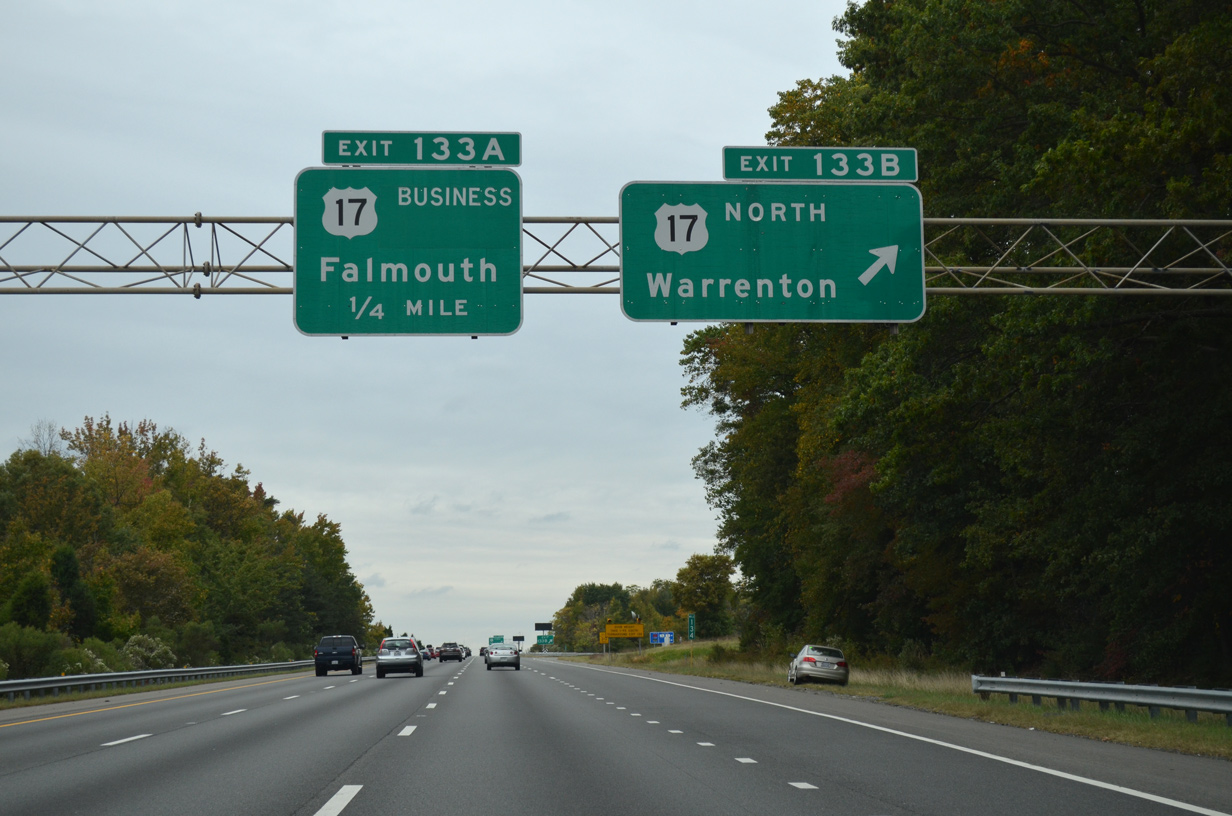 EXIT 133A
17 BUSINESS
Falmouth
1/4 MILE
EXIT 133B
17 NORTH
Warrenton